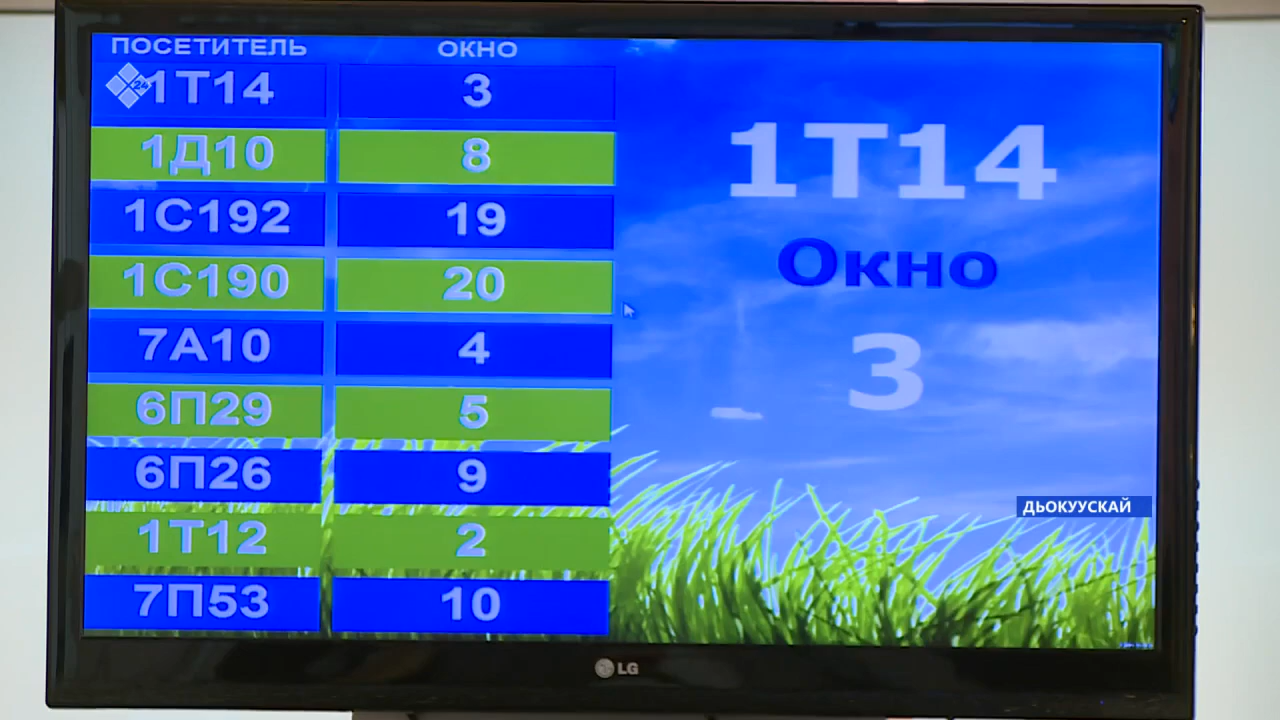 ПОСЕТИТЕЛЬ ОКНО
1Т14 3
1Д10 8
1С192 19
1С190 20
7А10 4
6П29 5
6П26 9
1Т12 2
7П53 10
1Т14
Окно
3
ДЬОКУУСКАЙ
LG